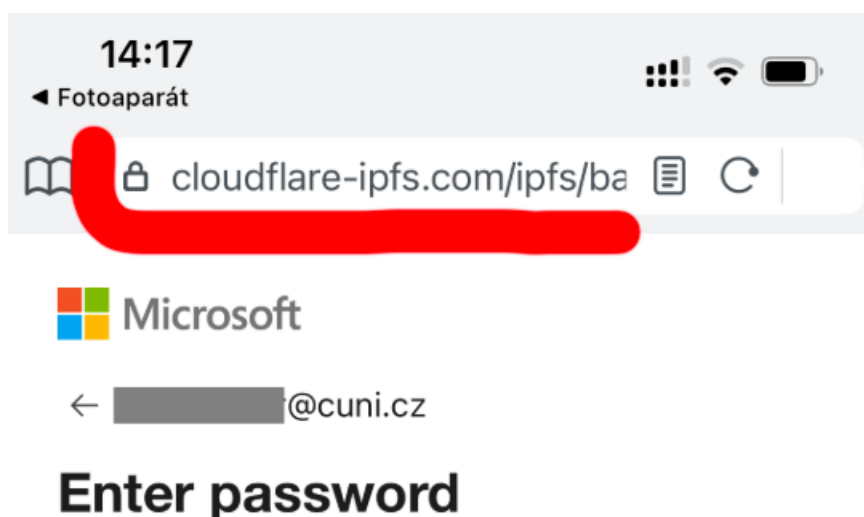 14:17
◀ Fotoaparát
cloudflare-ipfs.com/ipfs/ba
Microsoft
← @cuni.cz
Enter password